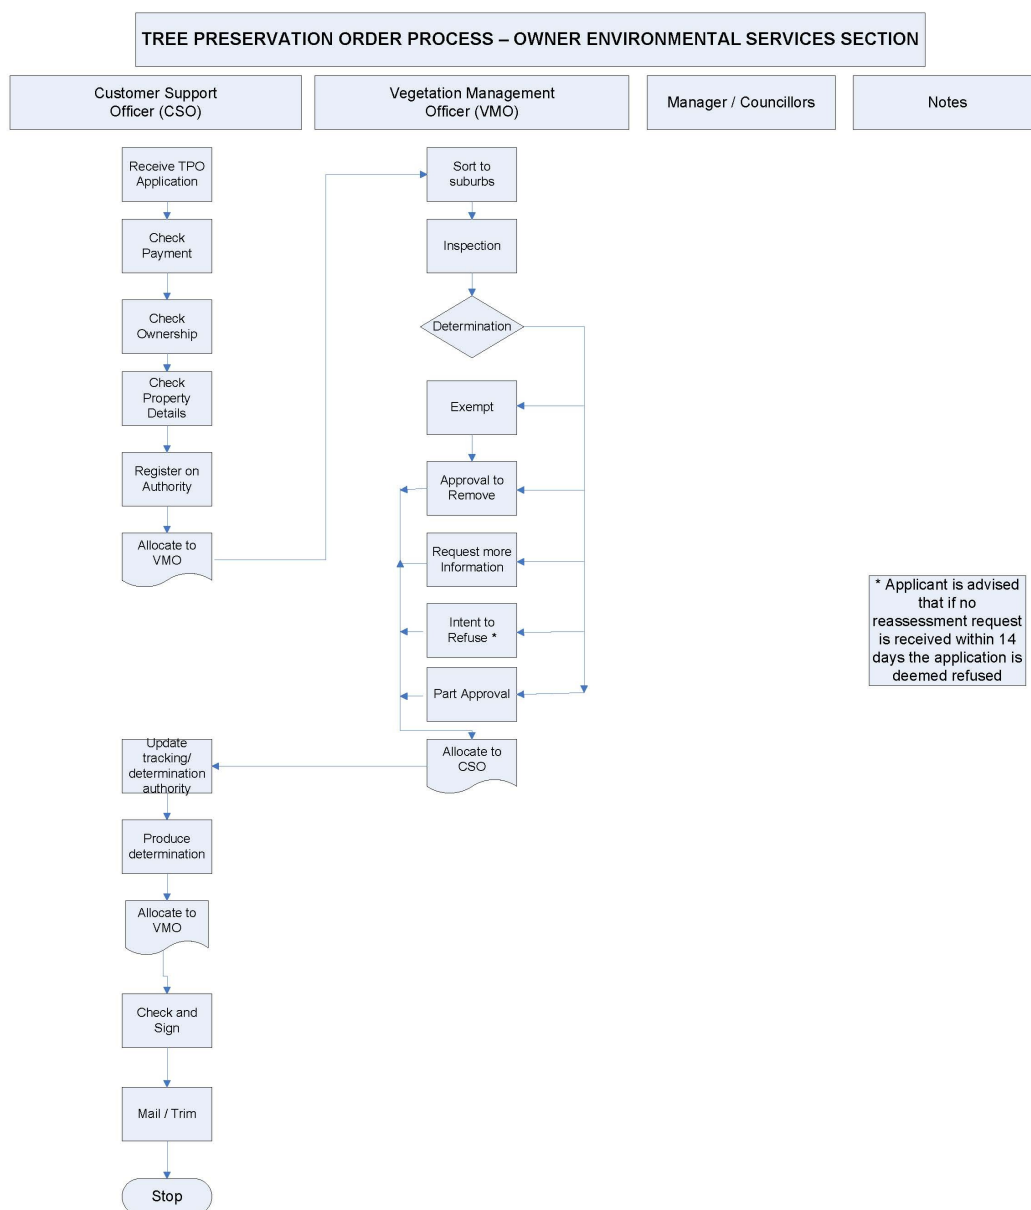 TREE PRESERVATION ORDER PROCESS – OWNER ENVIRONMENTAL SERVICES SECTION
Customer Support
Officer (CSO)
Vegetation Management
Officer (VMO)
Manager / Councillors
Notes
Receive TPO
Application
Check
Payment
Check
Ownership
Check
Property
Details
Register on
Authority
Allocate to
VMO
Sort to
suburbs
Inspection
Determination
Exempt
Approval to
Remove
Request more
Information
Intent to
Refuse *
Part Approval
Allocate to
CSO
* Applicant is advised
that if no
reassessment request
is received within 14
days the application is
deemed refused
Update
tracking/
determination
authority
Produce
determination
Allocate to
VMO
Check and
Sign
Mail / Trim
Stop